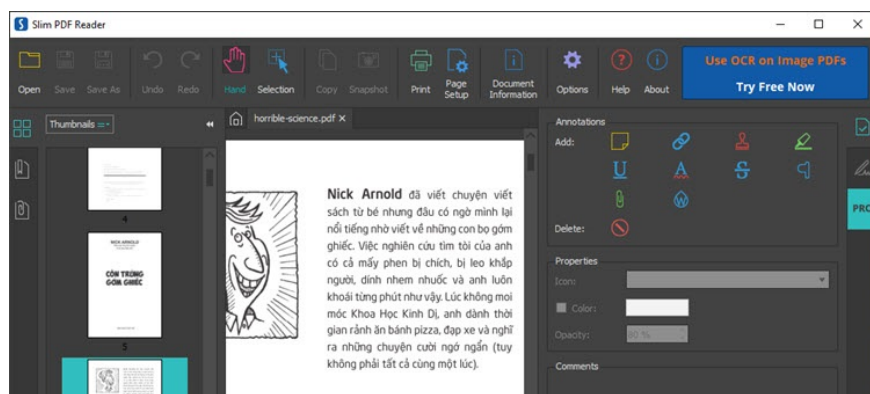 Slim PDF Reader
Open Save Save As Undo Redo Hand Selection Copy Snapshot Print Page Setup Document Information Options Help About
Use OCR on Image PDFs
Try Free Now
Thumbnails
horrible-science.pdf
4
NICK ARNOLD
CÔN TRÙNG
GỚM GHIẾC
5
Nick Arnold đã viết chuyện viết
sách từ bé nhưng đâu có ngờ mình lại
nổi tiếng nhờ viết về những con bọ gớm
ghiếc. Việc nghiên cứu tìm tòi của anh
có cả mấy phen bị chích, bị leo khắp
người, dính nhem nhuốc và anh luôn
khoái từng phút như vậy. Lúc không moi
móc Khoa Học Kinh Dị, anh dành thời
gian rảnh ăn bánh pizza, đạp xe và nghĩ
ra những chuyện cười ngớ ngẩn (tuy
không phải tất cả cùng một lúc).
Annotations
Add:
Delete:
Properties
Icon:
Color:
Opacity:
Comments
PRO